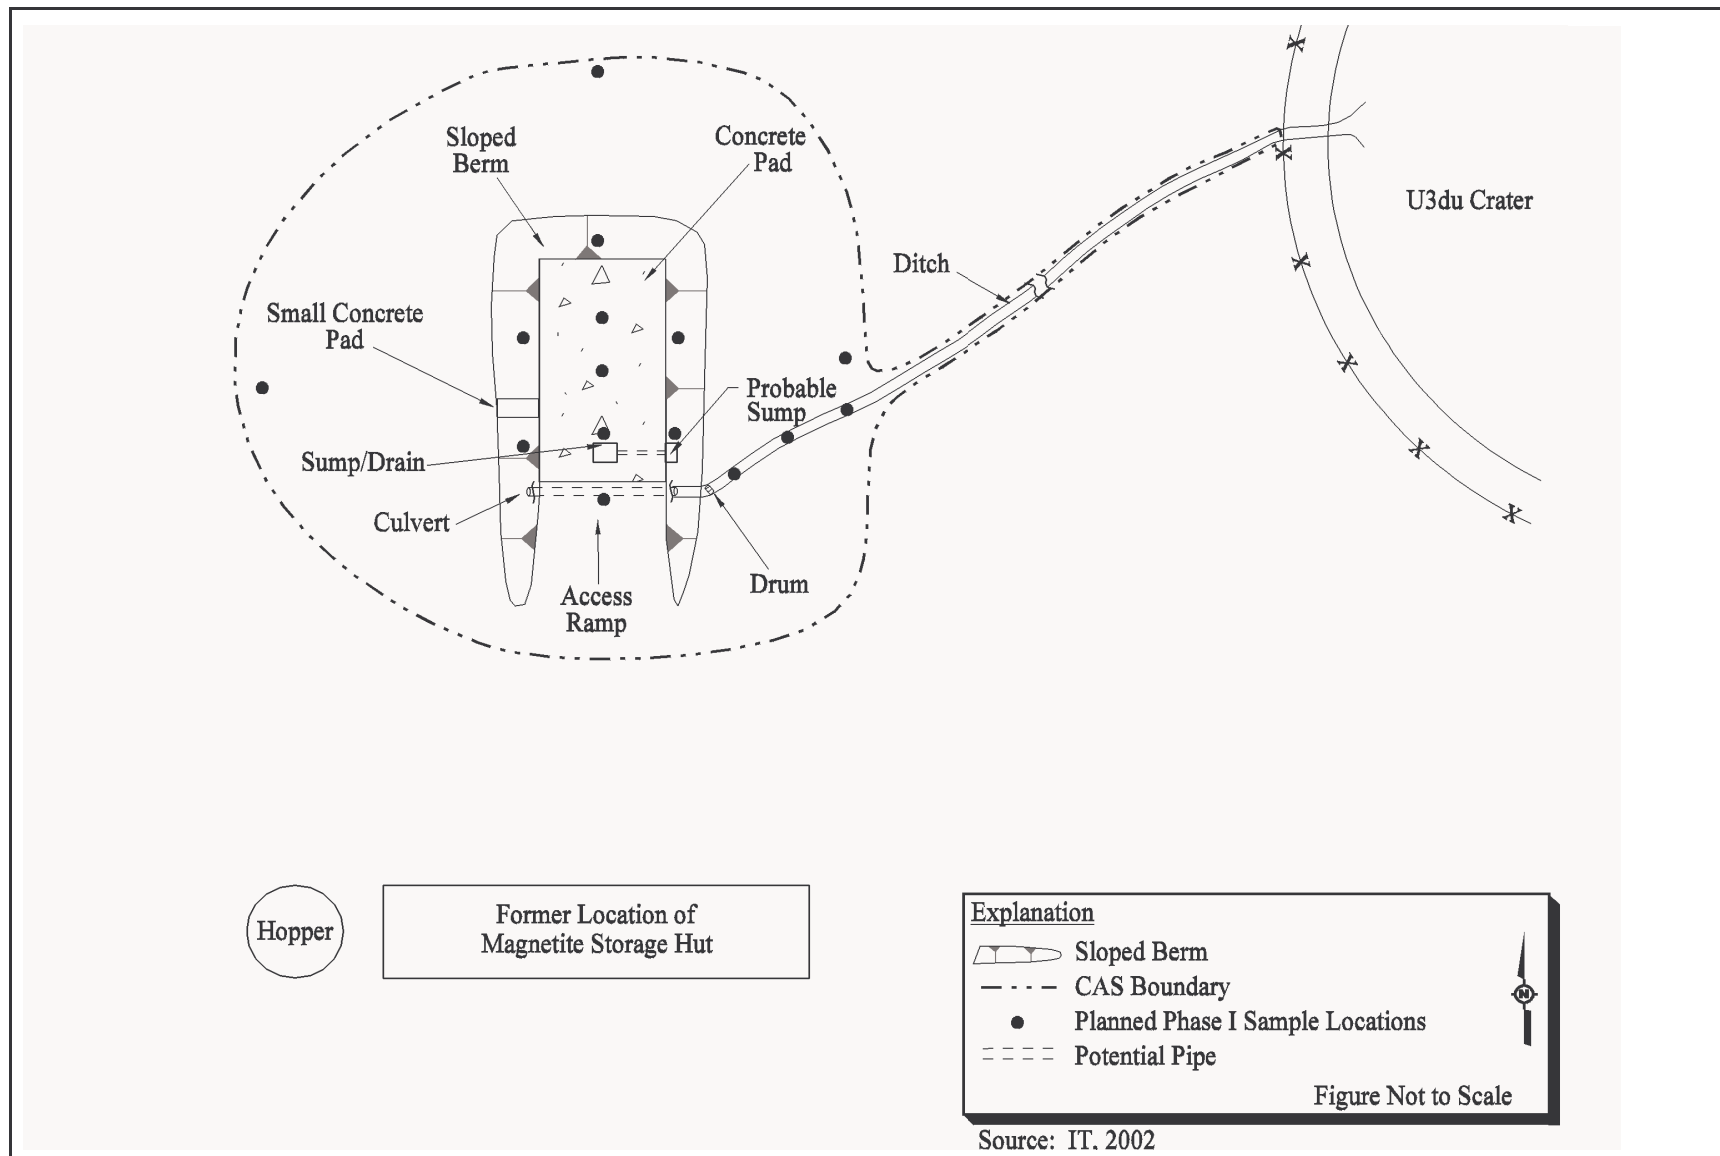 Sloped
Berm
Concrete
Pad
U3du Crater
Ditch
Small Concrete
Pad
Probable
Sump
Sump/Drain
Culvert
Drum
Access
Ramp
Hopper
Former Location of
Magnetite Storage Hut
Explanation
Sloped Berm
CAS Boundary
Planned Phase I Sample Locations
Potential Pipe
N
Figure Not to Scale
Source: IT, 2002